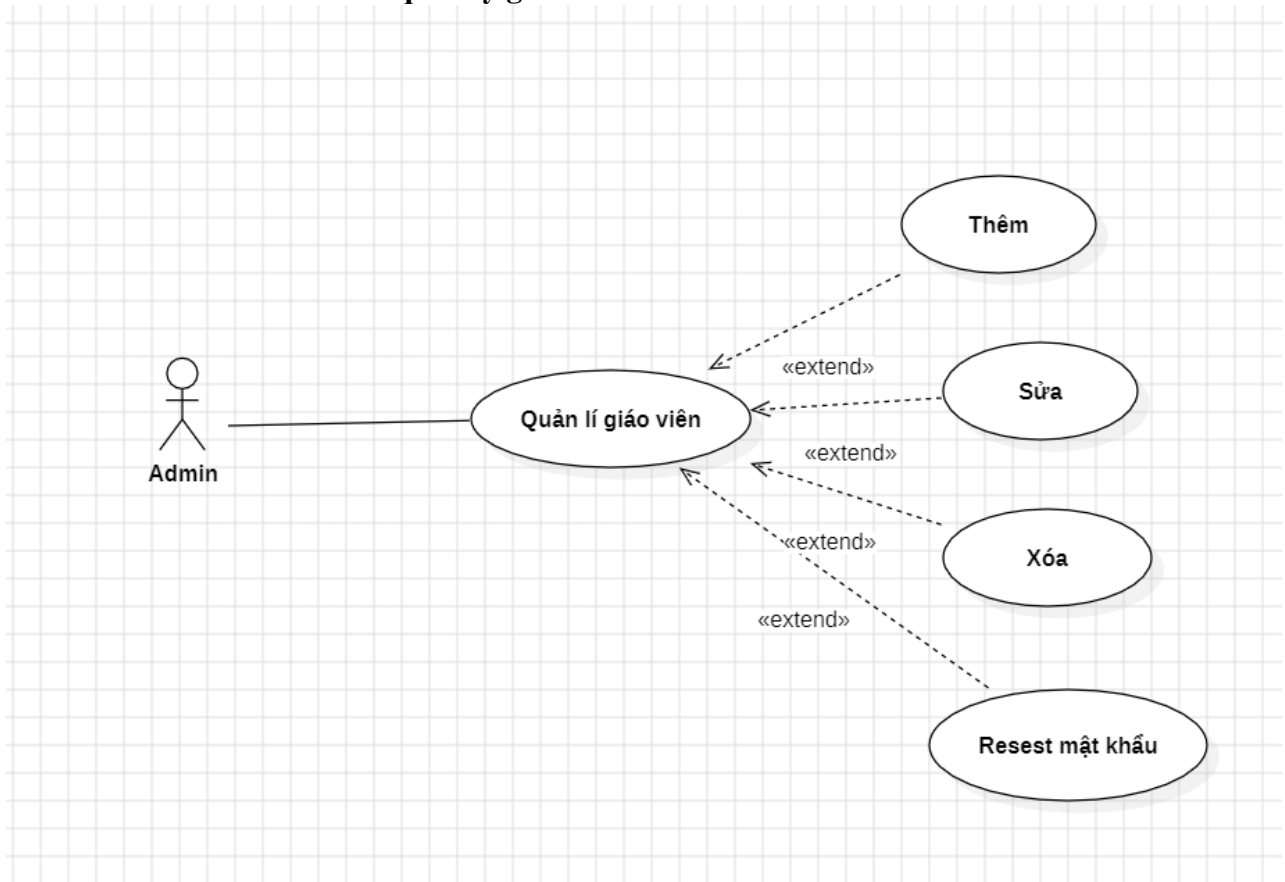 Thêm
«extend»
Sửa
Quản lí giáo viên
«extend»
Admin
«extend»
Xóa
«extend»
Resest mật khẩu